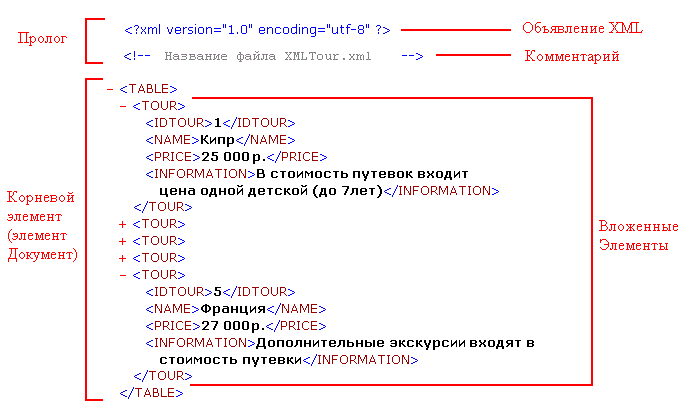 Пролог
<?xml version="1.0" encoding="utf-8" ?>
Объявление XML
<!-- Название файла XMLTour.xml -->
Комментарий
Корневой
элемент
(элемент
Документ)
- <TABLE>
- <TOUR>
<IDTOUR>1</IDTOUR>
<NAME>Кипр</NAME>
<PRICE>25 000р.</PRICE>
<INFORMATION>В стоимость путевок входит
цена одной детской (до 7лет)</INFORMATION>
</TOUR>
+ <TOUR>
+ <TOUR>
+ <TOUR>
- <TOUR>
<IDTOUR>5</IDTOUR>
<NAME>Франция</NAME>
<PRICE>27 000р.</PRICE>
<INFORMATION>Дополнительные экскурсии входят в
стоимость путевки</INFORMATION>
</TOUR>
</TABLE>
Вложенные
Элементы